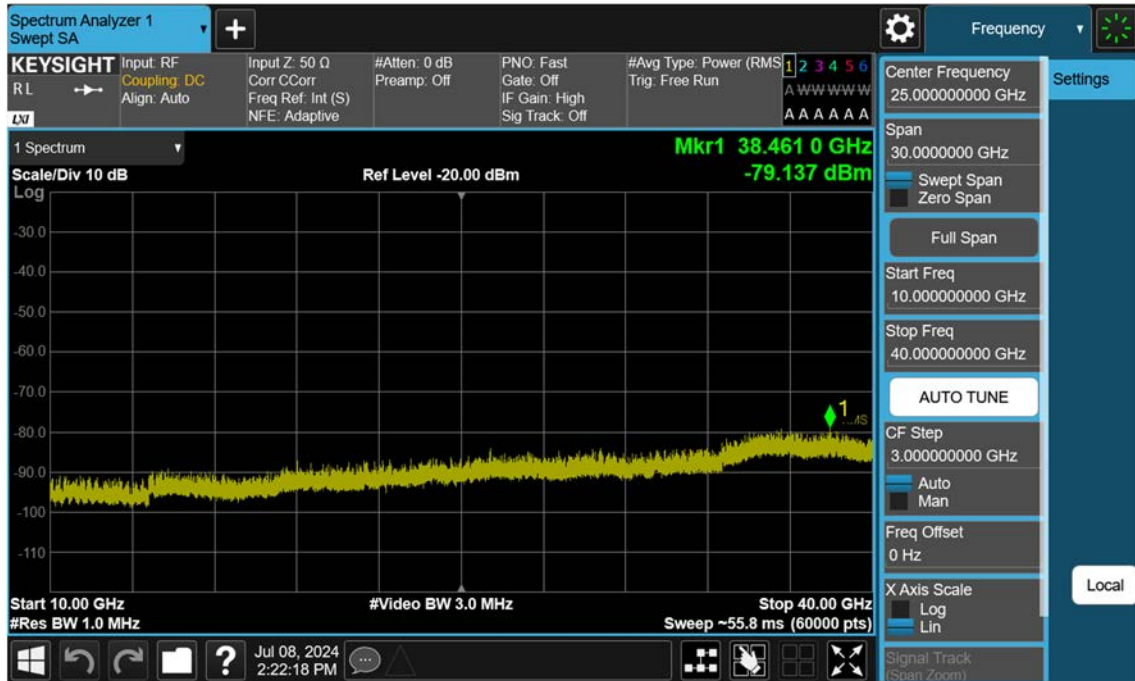 Spectrum Analyzer 1
Swept SA
+
Frequency
KEYSIGHT
RL
LXI
Input: RF
Coupling: DC
Align: Auto
Input Z: 50 Ω
Corr CCorr
Freq Ref: Int (S)
NFE: Adaptive
#Atten: 0 dB
Preamp: Off
PNO: Fast
Gate: Off
IF Gain: High
Sig Track: Off
#Avg Type: Power (RMS
Trig: Free Run
1 2 3 4 5 6
A W W W W W
A A A A A A
Center Frequency
25.000000000 GHz
Settings
1 Spectrum
Mkr1 38.461 0 GHz
Scale/Div 10 dB
Ref Level -20.00 dBm
-79.137 dBm
Log
-30.0
-40.0
-50.0
-60.0
-70.0
-80.0
-90.0
-100
-110
1
Start 10.00 GHz
#Video BW 3.0 MHz
Stop 40.00 GHz
#Res BW 1.0 MHz
Sweep ~55.8 ms (60000 pts)
Span
30.0000000 GHz
Swept Span
Zero Span
Full Span
Start Freq
10.000000000 GHz
Stop Freq
40.000000000 GHz
AUTO TUNE
CF Step
3.000000000 GHz
Auto
Man
Freq Offset
0 Hz
X Axis Scale
Log
Lin
Signal Track
(Span Zoom)
Local
?
Jul 08, 2024
2:22:18 PM